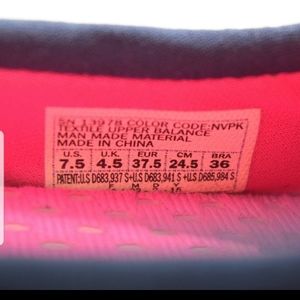 SN 13978 COLOR CODE: NVPK
TEXTILE UPPER BALANCE
MAN MADE MATERIAL
MADE IN CHINA
U.S EUR CM BRA
7.5 4.5 37.5 24.5 36
PATENT: U.S D683,937 S + U.S D683,941 S + U.S D685,984 S
F M D Y